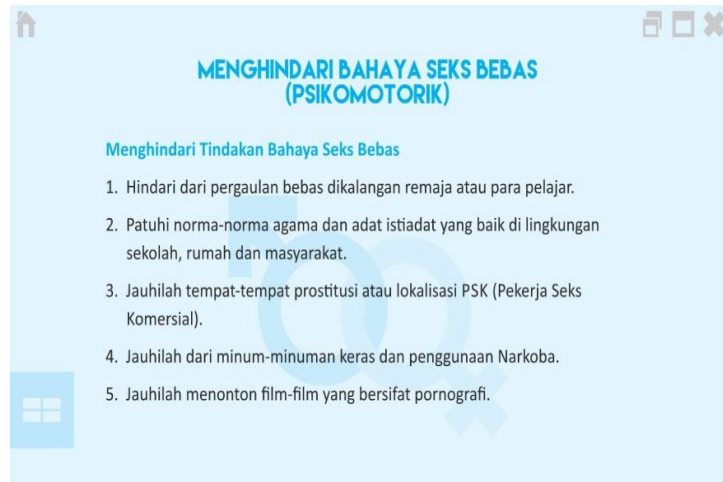 MENGHINDARI BAHAYA SEKS BEBAS
(PSIKOMOTORIK)
Menghindari Tindakan Bahaya Seks Bebas
1. Hindari dari pergaulan bebas dikalangan remaja atau para pelajar.
2. Patuhi norma-norma agama dan adat istiadat yang baik di lingkungan
sekolah, rumah dan masyarakat.
3. Jauhilah tempat-tempat prostitusi atau lokalisasi PSK (Pekerja Seks
Komersial).
4. Jauhilah dari minum-minuman keras dan penggunaan Narkoba.
5. Jauhilah menonton film-film yang bersifat pornografi.